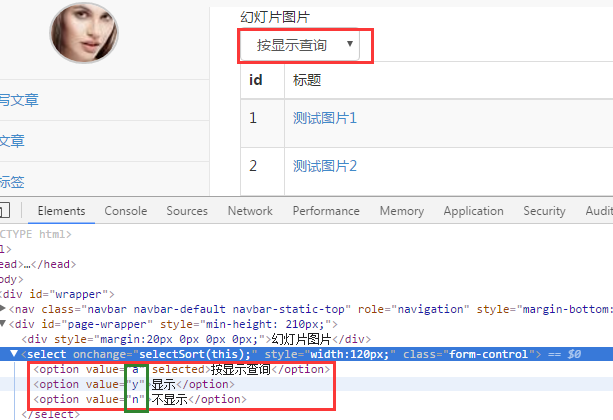 幻灯片图片
按显示查询 ▼
id 标题
1 测试图片1
2 测试图片2
写文章
文章
标签
Elements Console Sources Network Performance Memory Application Security Audit
CTYPE html>
l>
ead>…</head>
ody>
<div id="wrapper">
▶<nav class="navbar navbar-default navbar-static-top" role="navigation" style="margin-bottom:
▼<div id="page-wrapper" style="min-height: 210px;">
<div style="margin:20px 0px 0px 0px;">幻灯片图片</div>
▼<select onchange="selectSort(this);" style="width:120px;" class="form-control"> == $0
<option value="a" selected>按显示查询</option>
<option value="y">显示</option>
<option value="n">不显示</option>
</select>